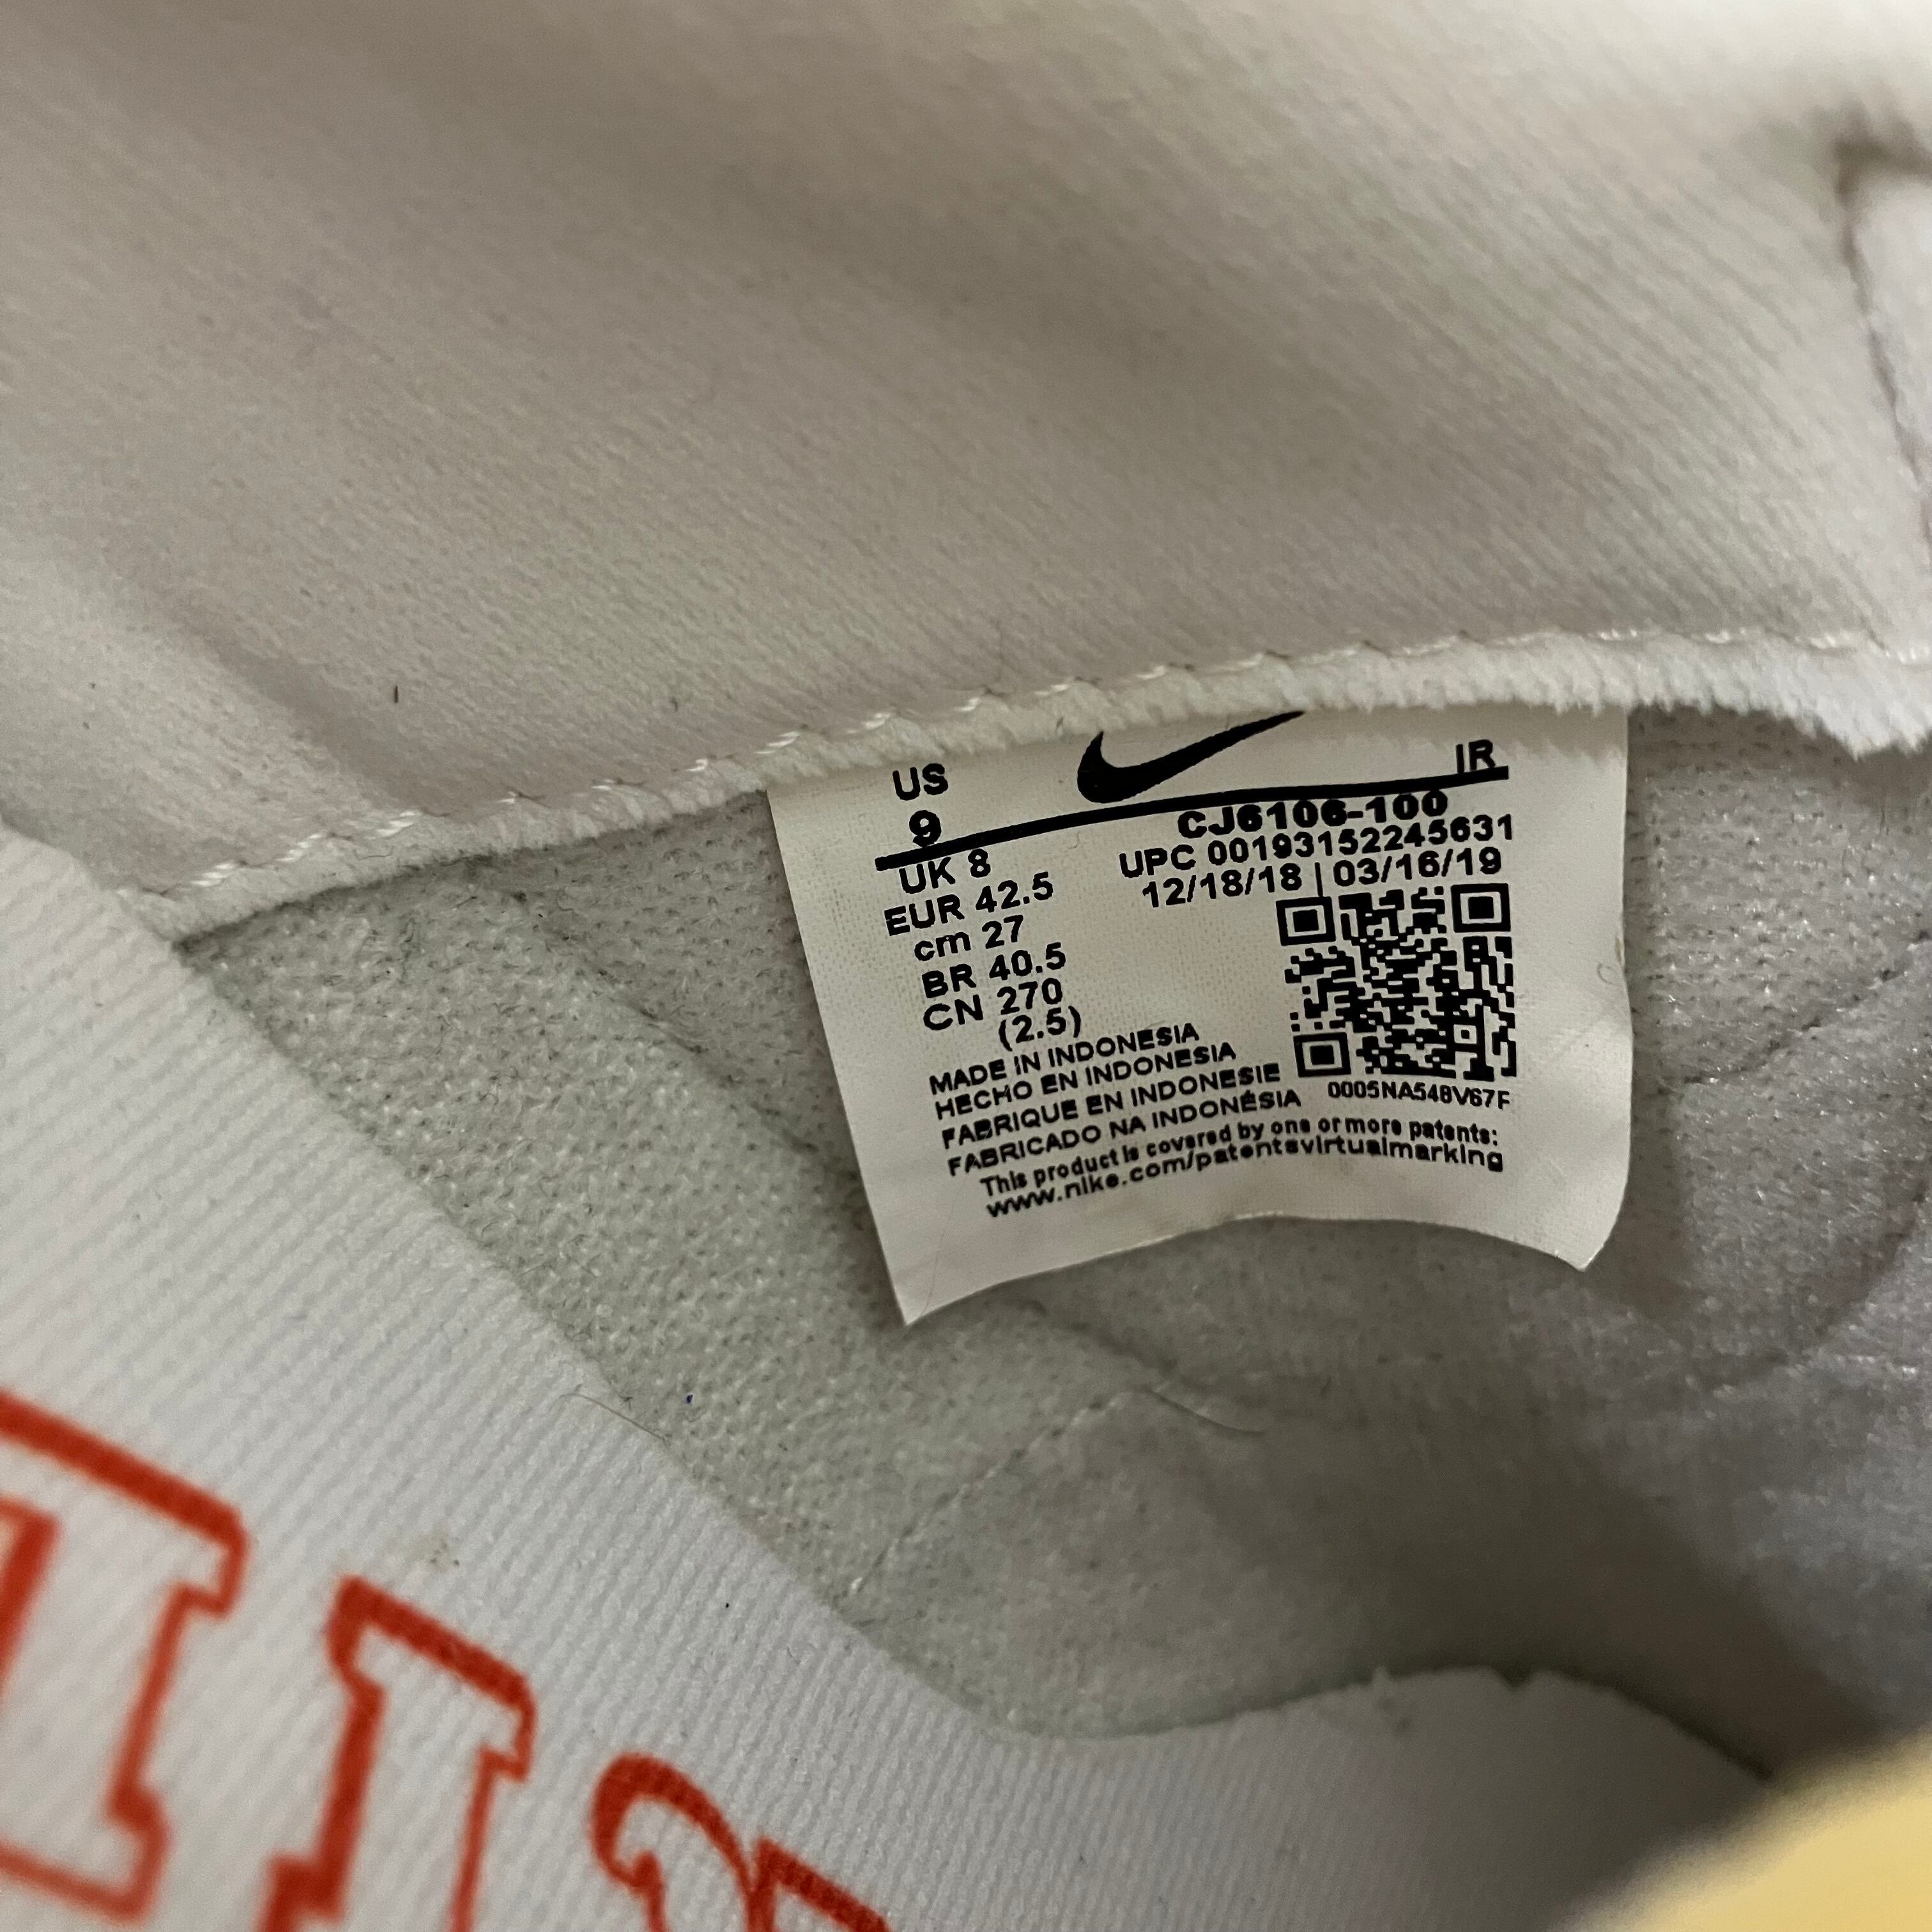 US
IR
9
CJ6106-100
UPC 00193152245631
12/18/18 | 03/16/19
UK 8
EUR 42.5
cm 27
BR 40.5
CN 270
(2.5)
MADE IN INDONESIA
HECHO EN INDONESIA
FABRIQUE EN INDONESIE
FABRICADO NA INDONÉSIA
0005NA548V67F
This product is covered by one or more patents:
www.nike.com/patentsvirtualmarking